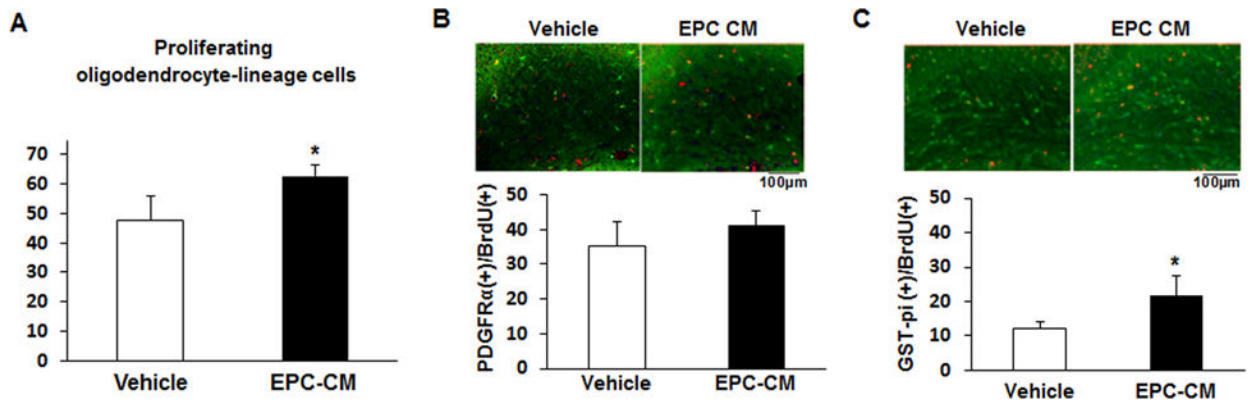 A
Proliferating
oligodendrocyte-lineage cells
70
60
50
40
30
20
10
0
*
Vehicle
EPC-CM
B
Vehicle
EPC CM
100µm
PDGFRα(+)/BrdU(+)
50
40
30
20
10
0
Vehicle
EPC-CM
C
Vehicle
EPC CM
100µm
GST-pi (+)/BrdU(+)
50
40
30
20
10
0
*
Vehicle
EPC-CM